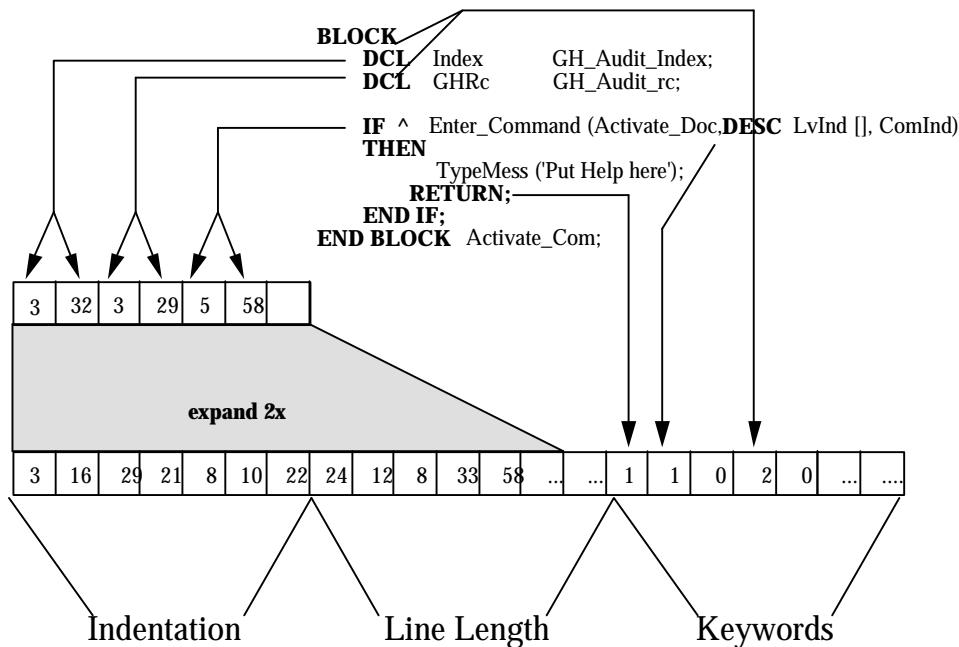 BLOCK
DCL Index GH_Audit_Index;
DCL GHRc GH_Audit_rc;
IF ^ Enter_Command (Activate_Doc,DESC LvInd [], ComInd)
THEN
TypeMess ('Put Help here');
RETURN;
END IF;
END BLOCK Activate_Com;
3 32 3 29 5 58
expand 2x
3 16 29 21 8 10 22 24 12 8 33 58 ... ... 1 1 0 2 0 ... ....
Indentation Line Length Keywords